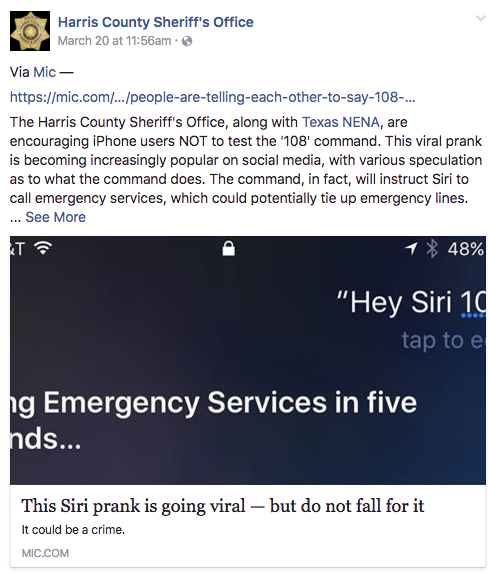 Harris County Sheriff's Office
March 20 at 11:56am ·
Via Mic —
https://mic.com/.../people-are-telling-each-other-to-say-108-...
The Harris County Sheriff's Office, along with Texas NENA, are
encouraging iPhone users NOT to test the '108' command. This viral prank
is becoming increasingly popular on social media, with various speculation
as to what the command does. The command, in fact, will instruct Siri to
call emergency services, which could potentially tie up emergency lines.
... See More
&T 48%
"Hey Siri 10
tap to e
ng Emergency Services in five
nds...
This Siri prank is going viral — but do not fall for it
It could be a crime.
MIC.COM